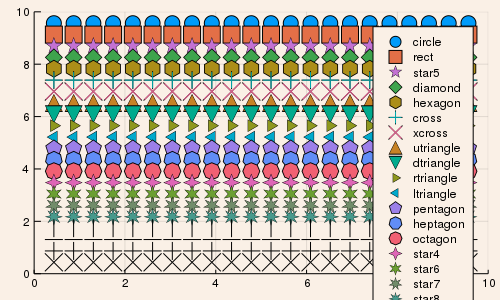 10
8
6
4
2
0
0
2
4
6
10
circle
rect
star5
diamond
hexagon
cross
xcross
utriangle
dtriangle
rtriangle
ltriangle
pentagon
heptagon
octagon
star4
star6
star7
star8